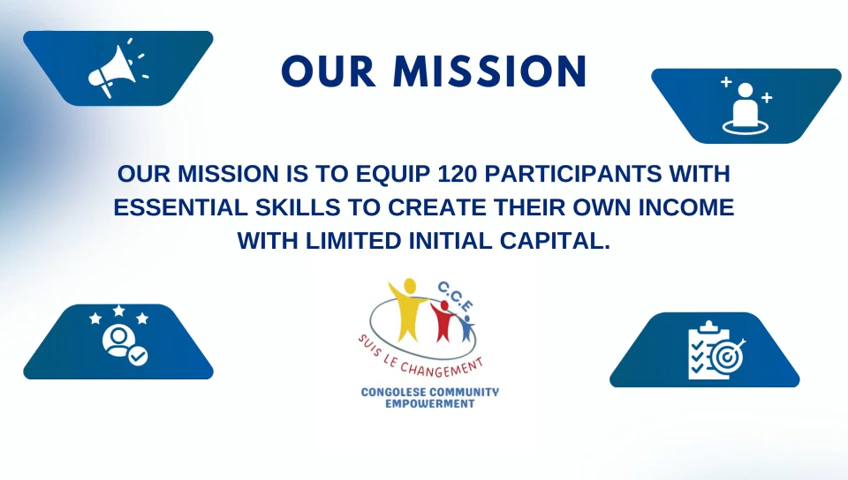 OUR MISSION
OUR MISSION IS TO EQUIP 120 PARTICIPANTS WITH
ESSENTIAL SKILLS TO CREATE THEIR OWN INCOME
WITH LIMITED INITIAL CAPITAL.
C.C.E
SUIS LE CHANGEMENT
CONGOLESE COMMUNITY
EMPOWERMENT